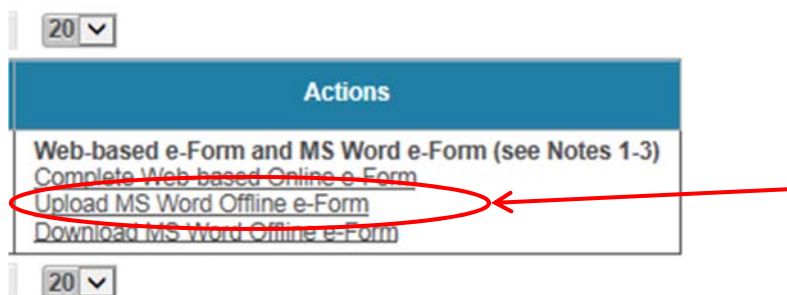 20
Actions
Web-based e-Form and MS Word e-Form (see Notes 1-3)
Complete Web-based Online e-Form
Upload MS Word Offline e-Form
Download MS Word Offline e-Form
20